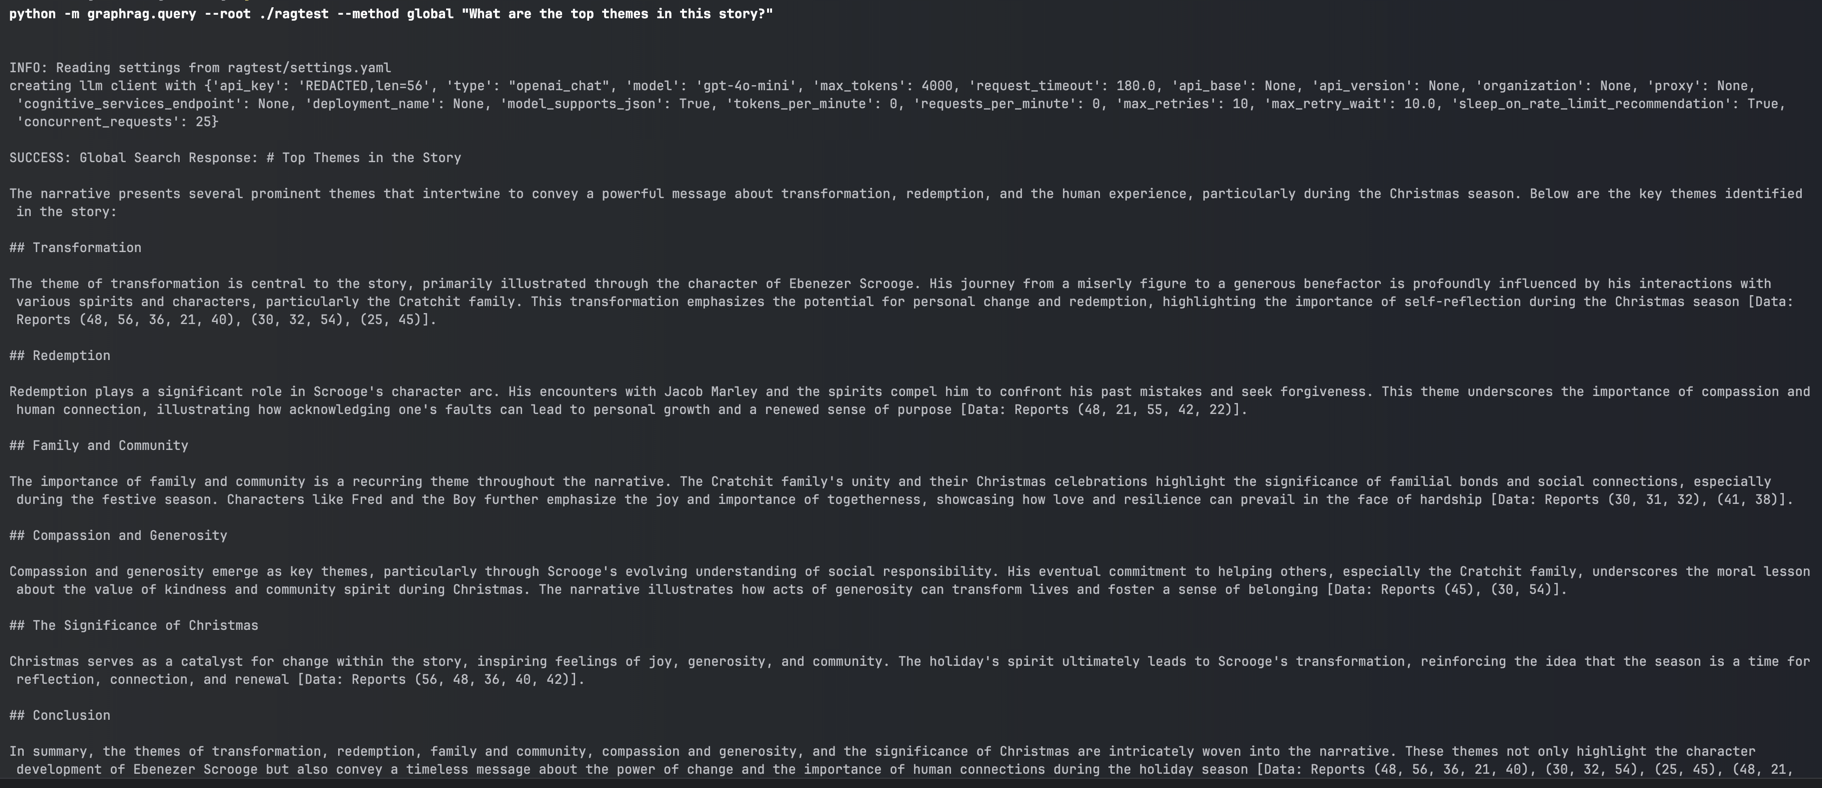 python -m graphrag.query --root ./ragtest --method global "What are the top themes in this story?"
INFO: Reading settings from ragtest/settings.yaml
creating llm client with {'api_key': 'REDACTED,len=56', 'type': "openai_chat", 'model': 'gpt-4o-mini', 'max_tokens': 4000, 'request_timeout': 180.0, 'api_base': None, 'api_version': None, 'organization': None, 'proxy': None,
'cognitive_services_endpoint': None, 'deployment_name': None, 'model_supports_json': True, 'tokens_per_minute': 0, 'requests_per_minute': 0, 'max_retries': 10, 'max_retry_wait': 10.0, 'sleep_on_rate_limit_recommendation': True,
'concurrent_requests': 25}
SUCCESS: Global Search Response: # Top Themes in the Story
The narrative presents several prominent themes that intertwine to convey a powerful message about transformation, redemption, and the human experience, particularly during the Christmas season. Below are the key themes identified
in the story:
## Transformation
The theme of transformation is central to the story, primarily illustrated through the character of Ebenezer Scrooge. His journey from a miserly figure to a generous benefactor is profoundly influenced by his interactions with
various spirits and characters, particularly the Cratchit family. This transformation emphasizes the potential for personal change and redemption, highlighting the importance of self-reflection during the Christmas season [Data:
Reports (48, 56, 36, 21, 40), (30, 32, 54), (25, 45)].
## Redemption
Redemption plays a significant role in Scrooge's character arc. His encounters with Jacob Marley and the spirits compel him to confront his past mistakes and seek forgiveness. This theme underscores the importance of compassion and
human connection, illustrating how acknowledging one's faults can lead to personal growth and a renewed sense of purpose [Data: Reports (48, 21, 55, 42, 22)].
## Family and Community
The importance of family and community is a recurring theme throughout the narrative. The Cratchit family's unity and their Christmas celebrations highlight the significance of familial bonds and social connections, especially
during the festive season. Characters like Fred and the Boy further emphasize the joy and importance of togetherness, showcasing how love and resilience can prevail in the face of hardship [Data: Reports (30, 31, 32), (41, 38)].
## Compassion and Generosity
Compassion and generosity emerge as key themes, particularly through Scrooge's evolving understanding of social responsibility. His eventual commitment to helping others, especially the Cratchit family, underscores the moral lesson
about the value of kindness and community spirit during Christmas. The narrative illustrates how acts of generosity can transform lives and foster a sense of belonging [Data: Reports (45), (30, 54)].
## The Significance of Christmas
Christmas serves as a catalyst for change within the story, inspiring feelings of joy, generosity, and community. The holiday's spirit ultimately leads to Scrooge's transformation, reinforcing the idea that the season is a time for
reflection, connection, and renewal [Data: Reports (56, 48, 36, 40, 42)].
## Conclusion
In summary, the themes of transformation, redemption, family and community, compassion and generosity, and the significance of Christmas are intricately woven into the narrative. These themes not only highlight the character
development of Ebenezer Scrooge but also convey a timeless message about the power of change and the importance of human connections during the holiday season [Data: Reports (48, 56, 36, 21, 40), (30, 32, 54), (25, 45), (48, 21,